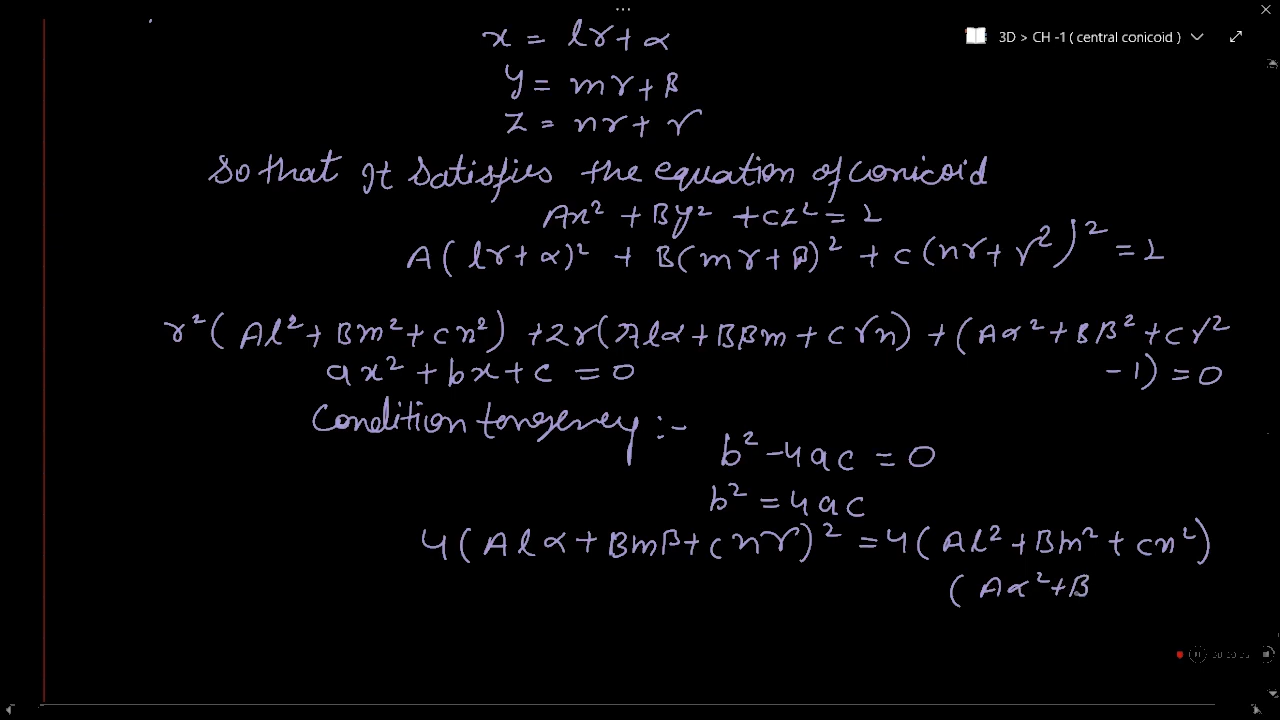 x = lr + α
3D > CH -1 ( central conicoid )
y = mr + β
z = nr + γ
So that It satisfies the equation of conicoid
Ax² + By² + cz² = 1
A( lr + α)² + B( mr + β)² + c (nr + γ²)² = 1
r² ( Al² + Bm² + cn²) + 2r( Alα + Bβm + cγn) + (Aα² + Bβ² + cγ²
ax² + bx + c = 0
- 1) = 0
Condition tangency :-
b² - 4ac = 0
b² = 4ac
4 ( Alα + Bmβ + cnγ )² = 4 ( Al² + Bm² + cn²)
( Aα² + B